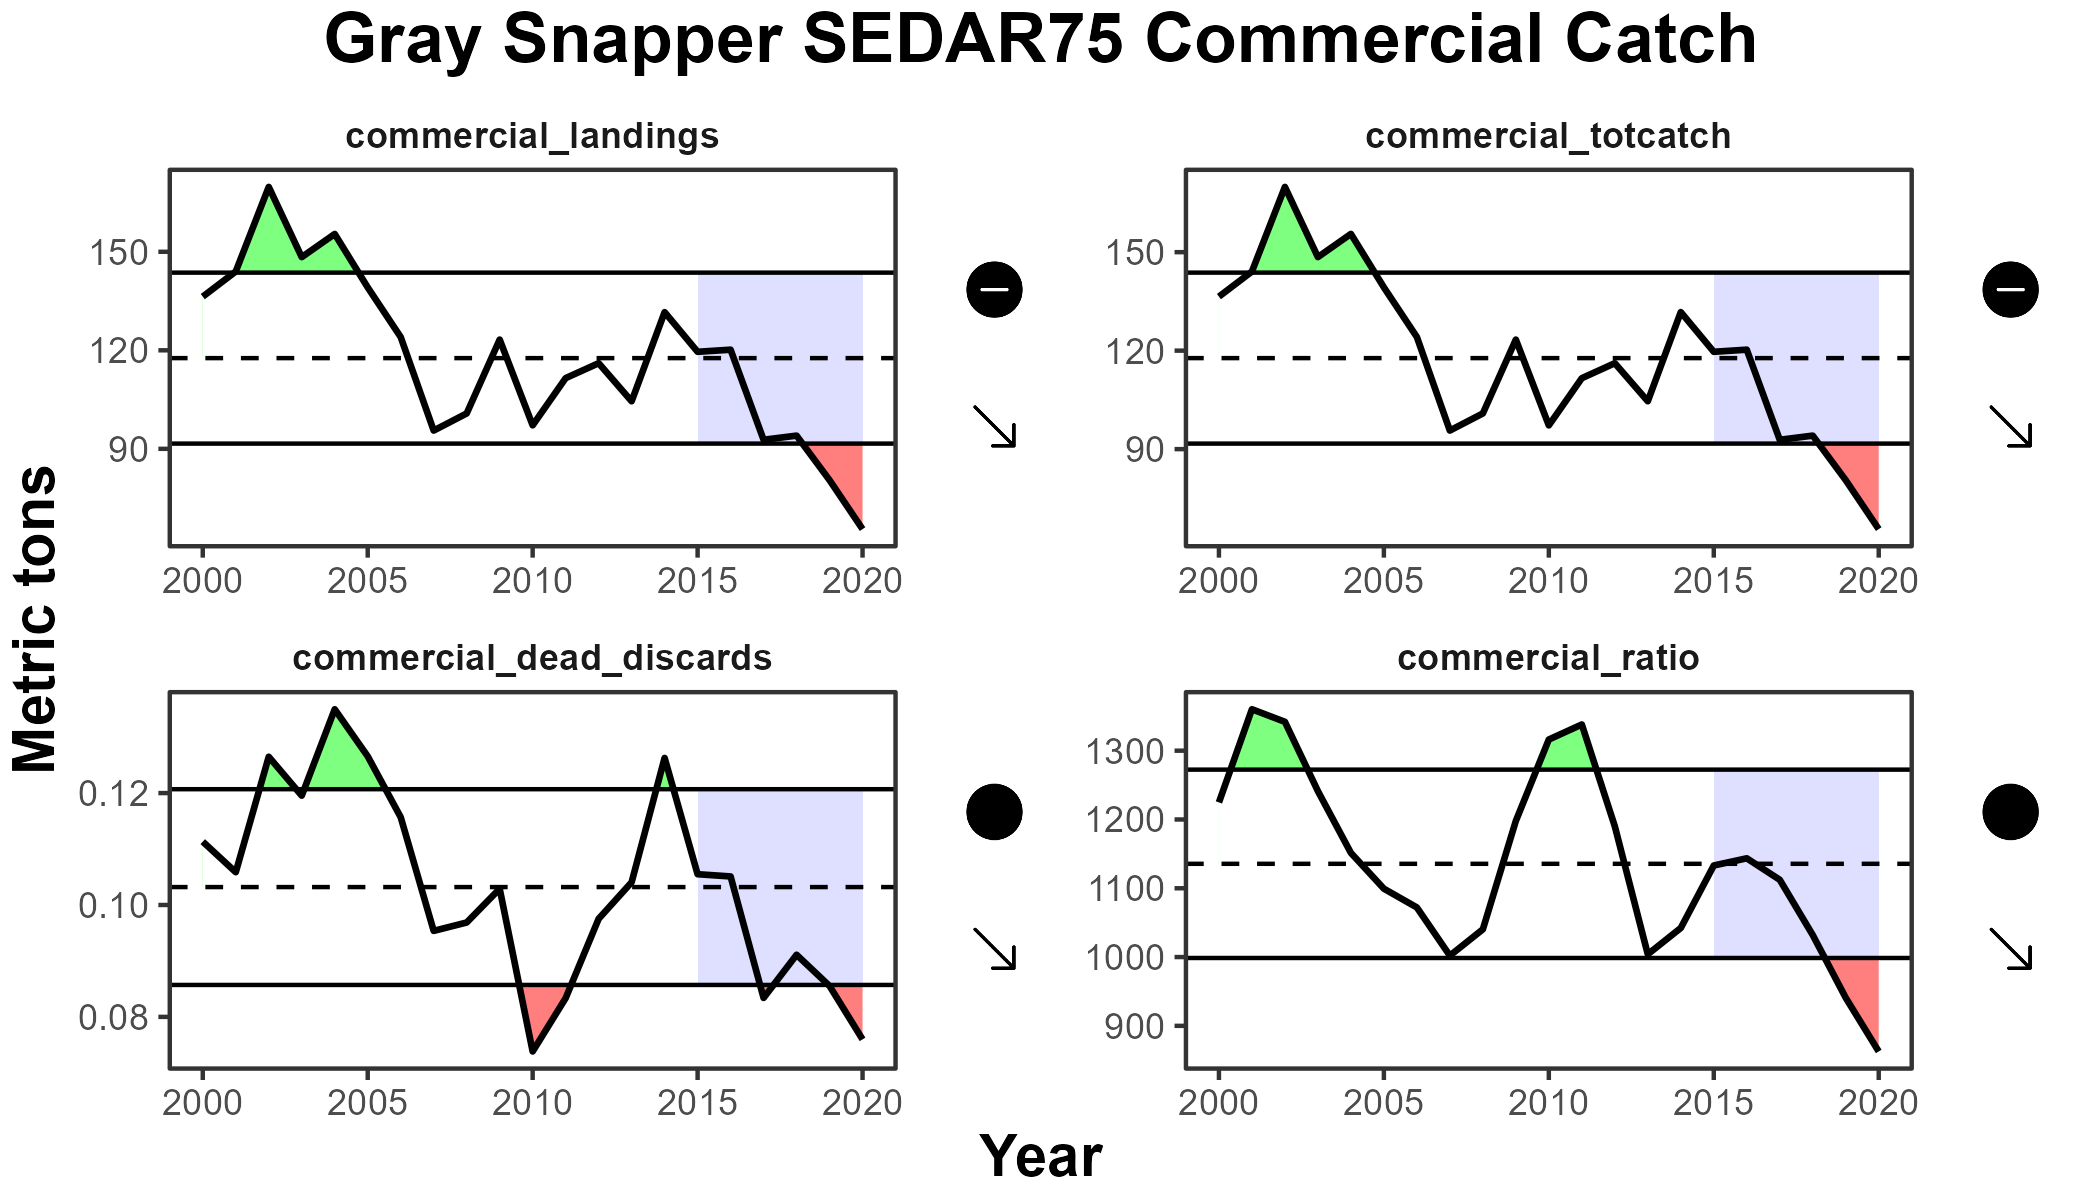 Gray Snapper SEDAR75 Commercial Catch
commercial_landings
150
120
90
2000 2005 2010 2015 2020
commercial_totcatch
150
120
90
2000 2005 2010 2015 2020
Metric tons
commercial_dead_discards
0.12
0.10
0.08
2000 2005 2010 2015 2020
commercial_ratio
1300
1200
1100
1000
900
2000 2005 2010 2015 2020
Year